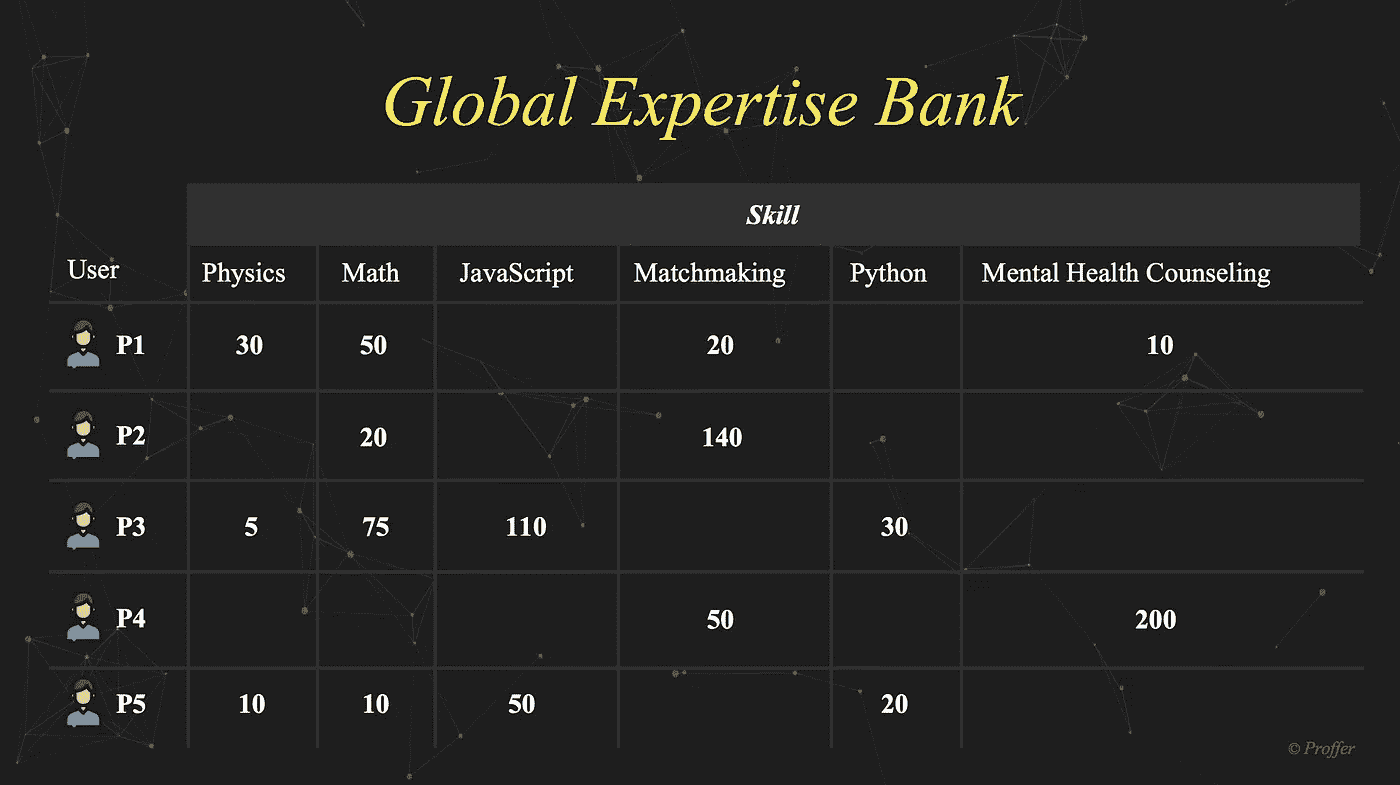 Global Expertise Bank
Skill
User Physics Math JavaScript Matchmaking Python Mental Health Counseling
P1 30 50 20 10
P2 20 140
P3 5 75 110 30
P4 50 200
P5 10 10 50 20
© Proffer